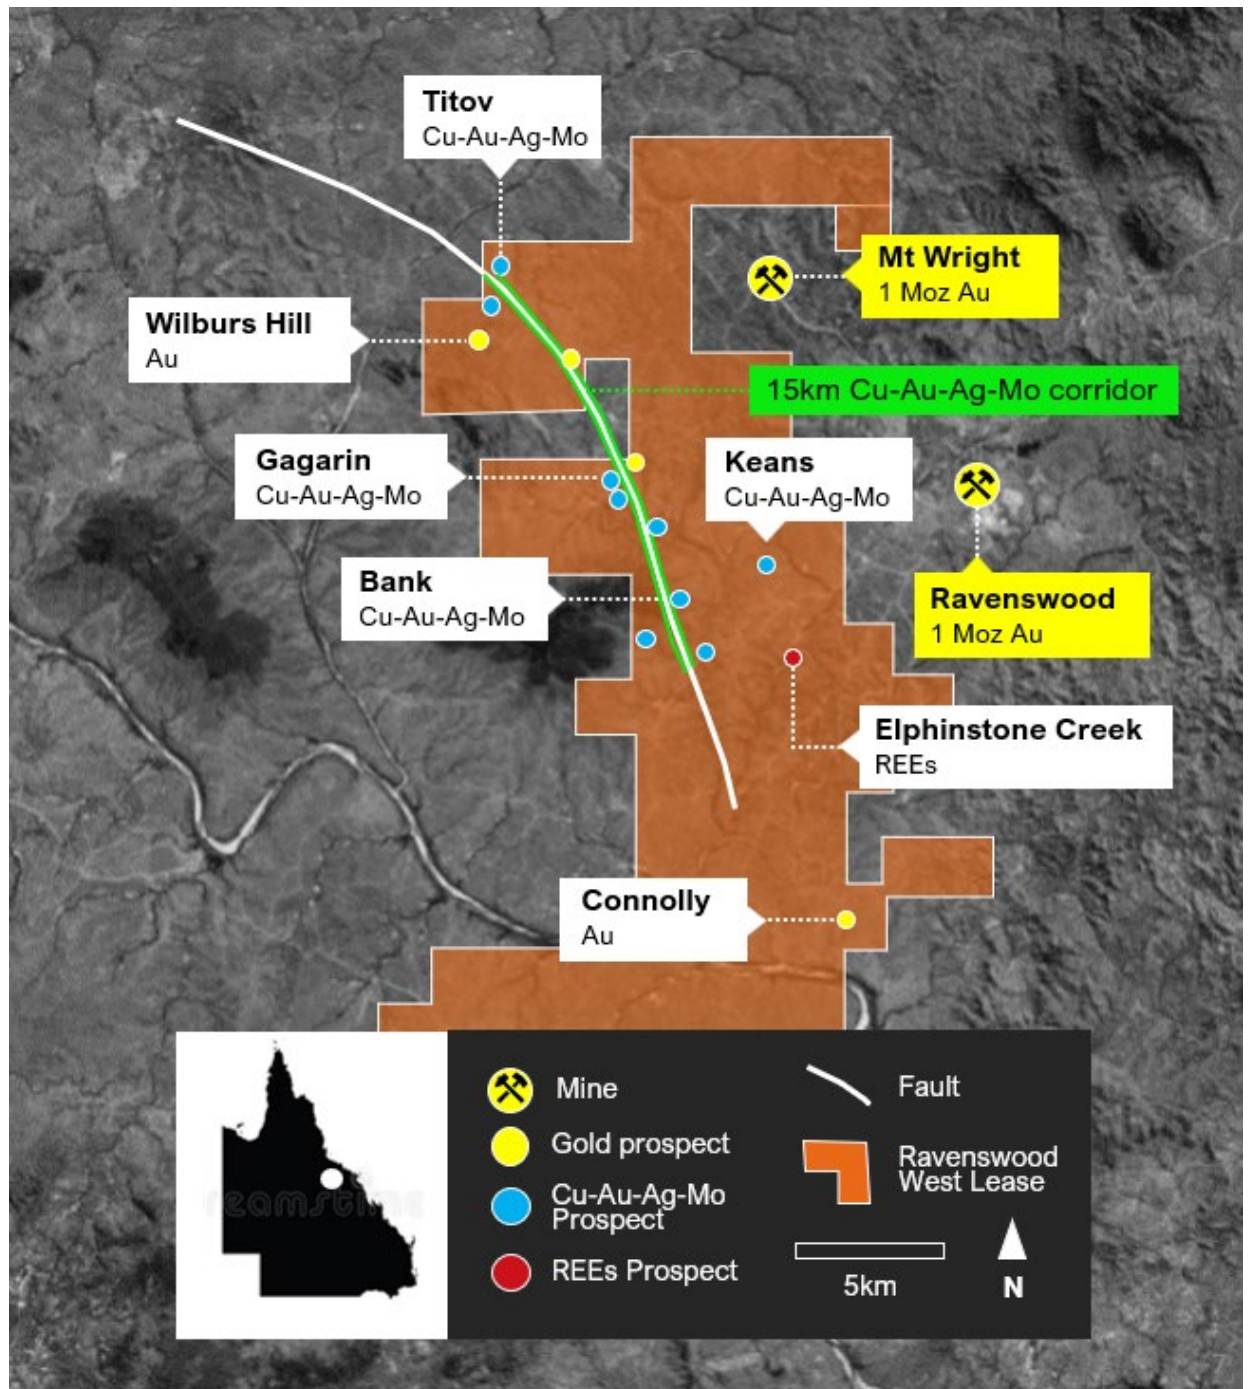 Titov
Cu-Au-Ag-Mo
Mt Wright
1 Moz Au
Wilburs Hill
Au
15km Cu-Au-Ag-Mo corridor
Gagarin
Cu-Au-Ag-Mo
Keans
Cu-Au-Ag-Mo
Bank
Cu-Au-Ag-Mo
Ravenswood
1 Moz Au
Elphinstone Creek
REEs
Connolly
Au
Mine
Gold prospect
Cu-Au-Ag-Mo
Prospect
REEs Prospect
Fault
Ravenswood
West Lease
5km
N
7